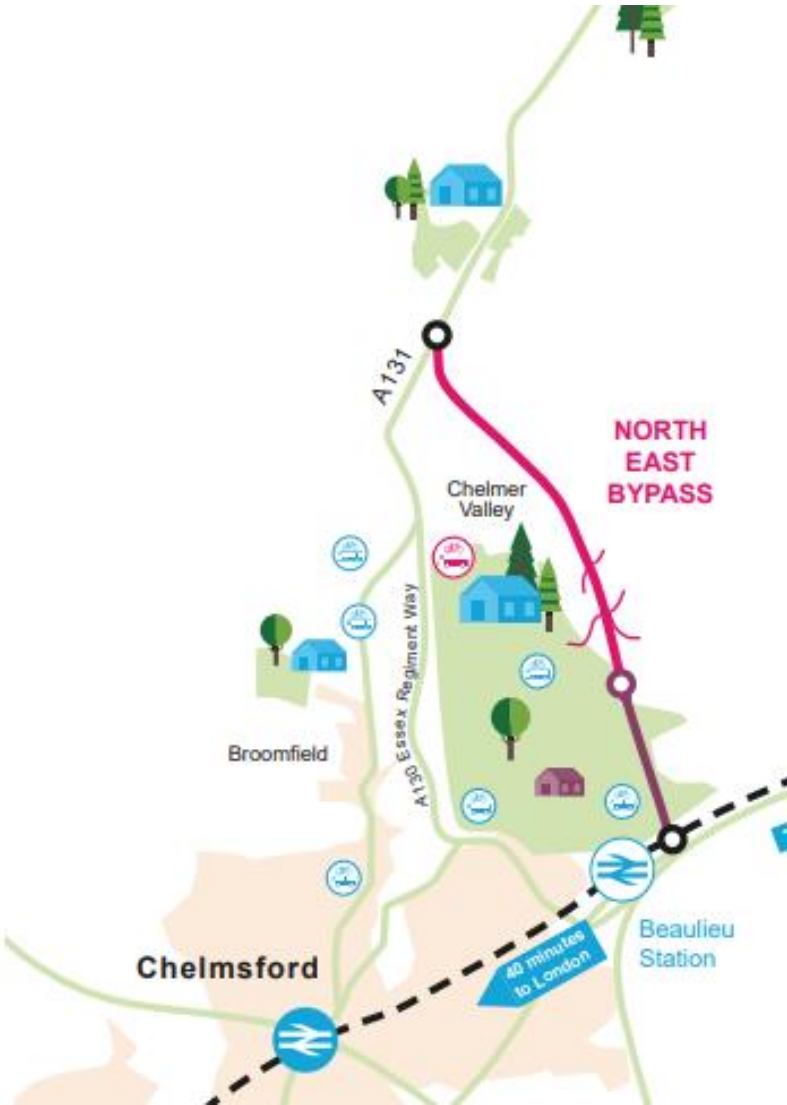 A131
NORTH
EAST
BYPASS
Chelmer
Valley
A130 Essex Regiment Way
Broomfield
Beaulieu
Station
40 minutes
to London
Chelmsford